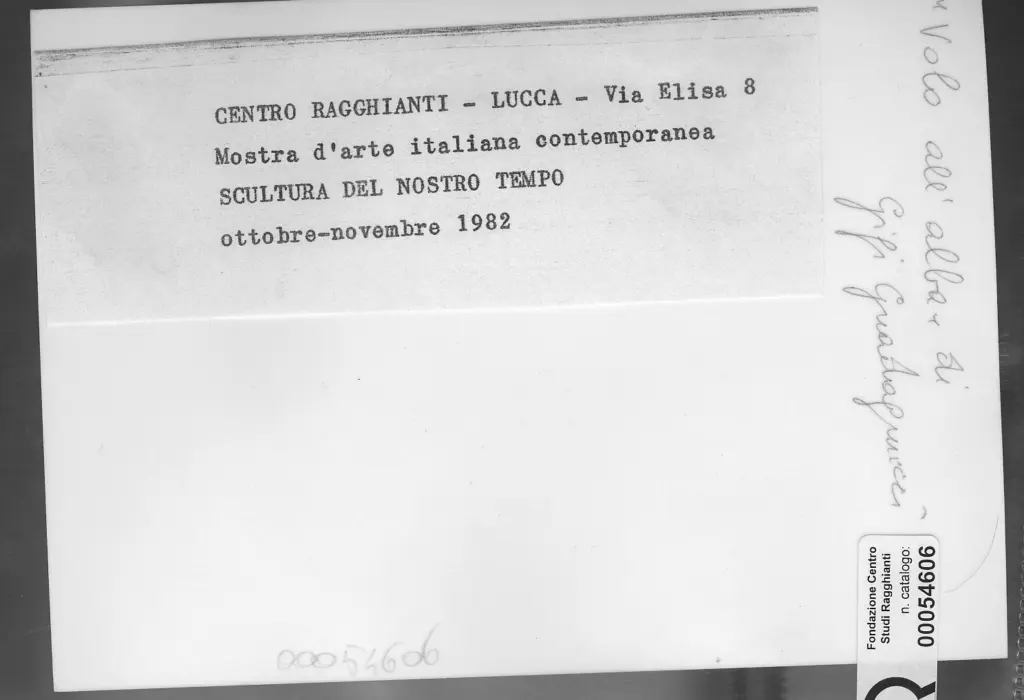 CENTRO RAGGHIANTI - LUCCA - Via Elisa 8
Mostra d'arte italiana contemporanea
SCULTURA DEL NOSTRO TEMPO
ottobre-novembre 1982
"Volo all'alba" di
Gigi Guadagnucci
Fondazione Centro
Studi Ragghianti
n. catalogo:
00054606
00054606